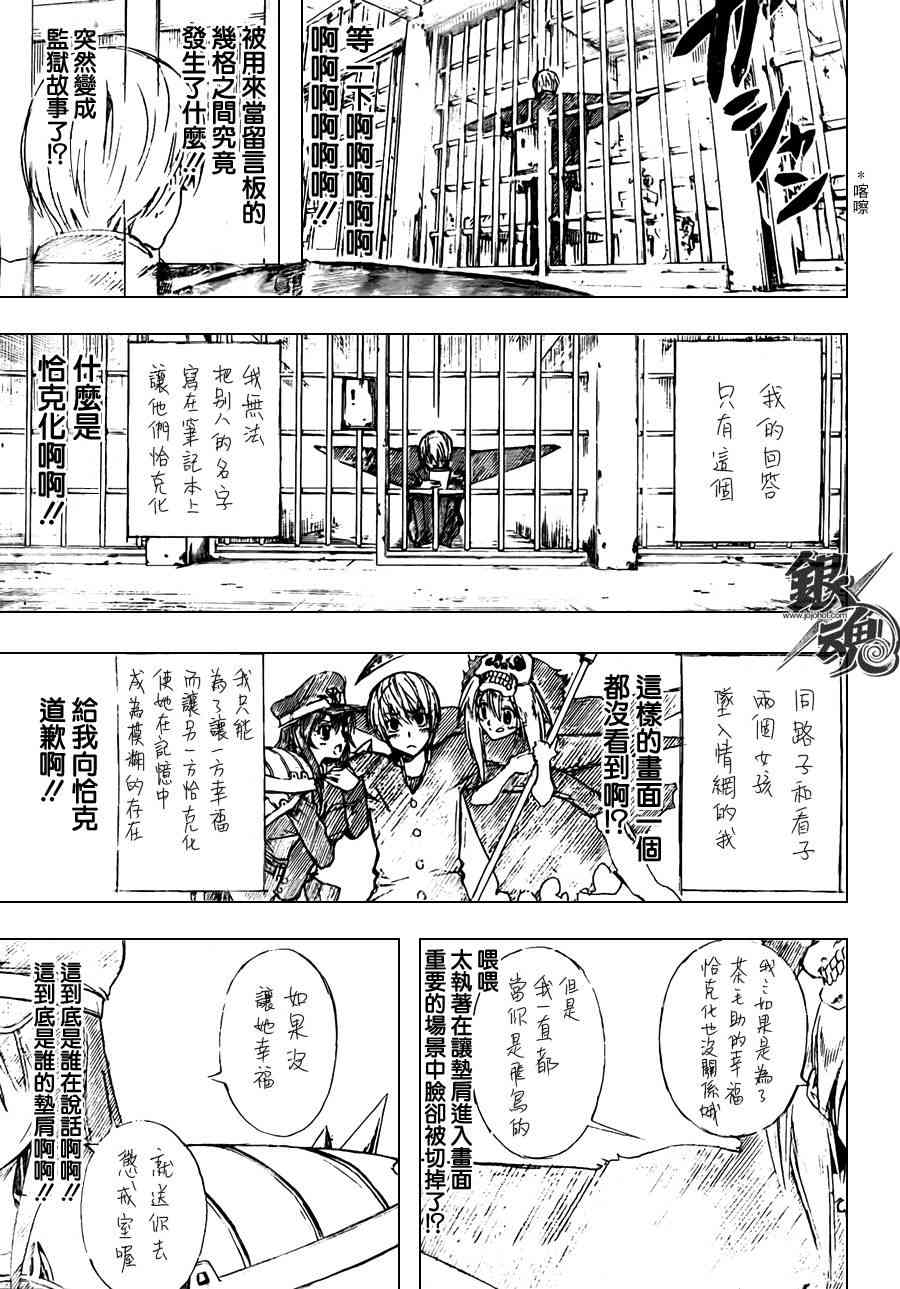 ガシャン
*喀嚓
等一下啊啊啊啊
啊啊啊啊啊啊啊!!
被用來當留言板的
幾格之間究竟
發生了什麼!!
突然變成
監獄故事了!?
我的回答
只有這個
!
我無法
把別人的名字
寫在筆記本上
讓他們恰克化
什麼是
恰克化啊啊!!
銀魂
www.jojohot.com
同路子和看子
兩個女孩
墜入情網的我
這樣的畫面一個
都沒看到啊!?
我只能
為了讓一方幸福
而讓另一方恰克化
使她在記憶中
成為模糊的存在
給我向恰克
道歉啊!!
我…如果是為了
茶毛助的幸福
恰克化也沒關係哦
但是
我一直都
當你是飛鳥的
喂喂
太執著在讓墊肩進入畫面
重要的場景中臉卻被切掉了!?
如果沒
讓她幸福
就送你去
懲戒室喔
這到底是誰在說話啊啊!!
這到底是誰的墊肩啊啊!!